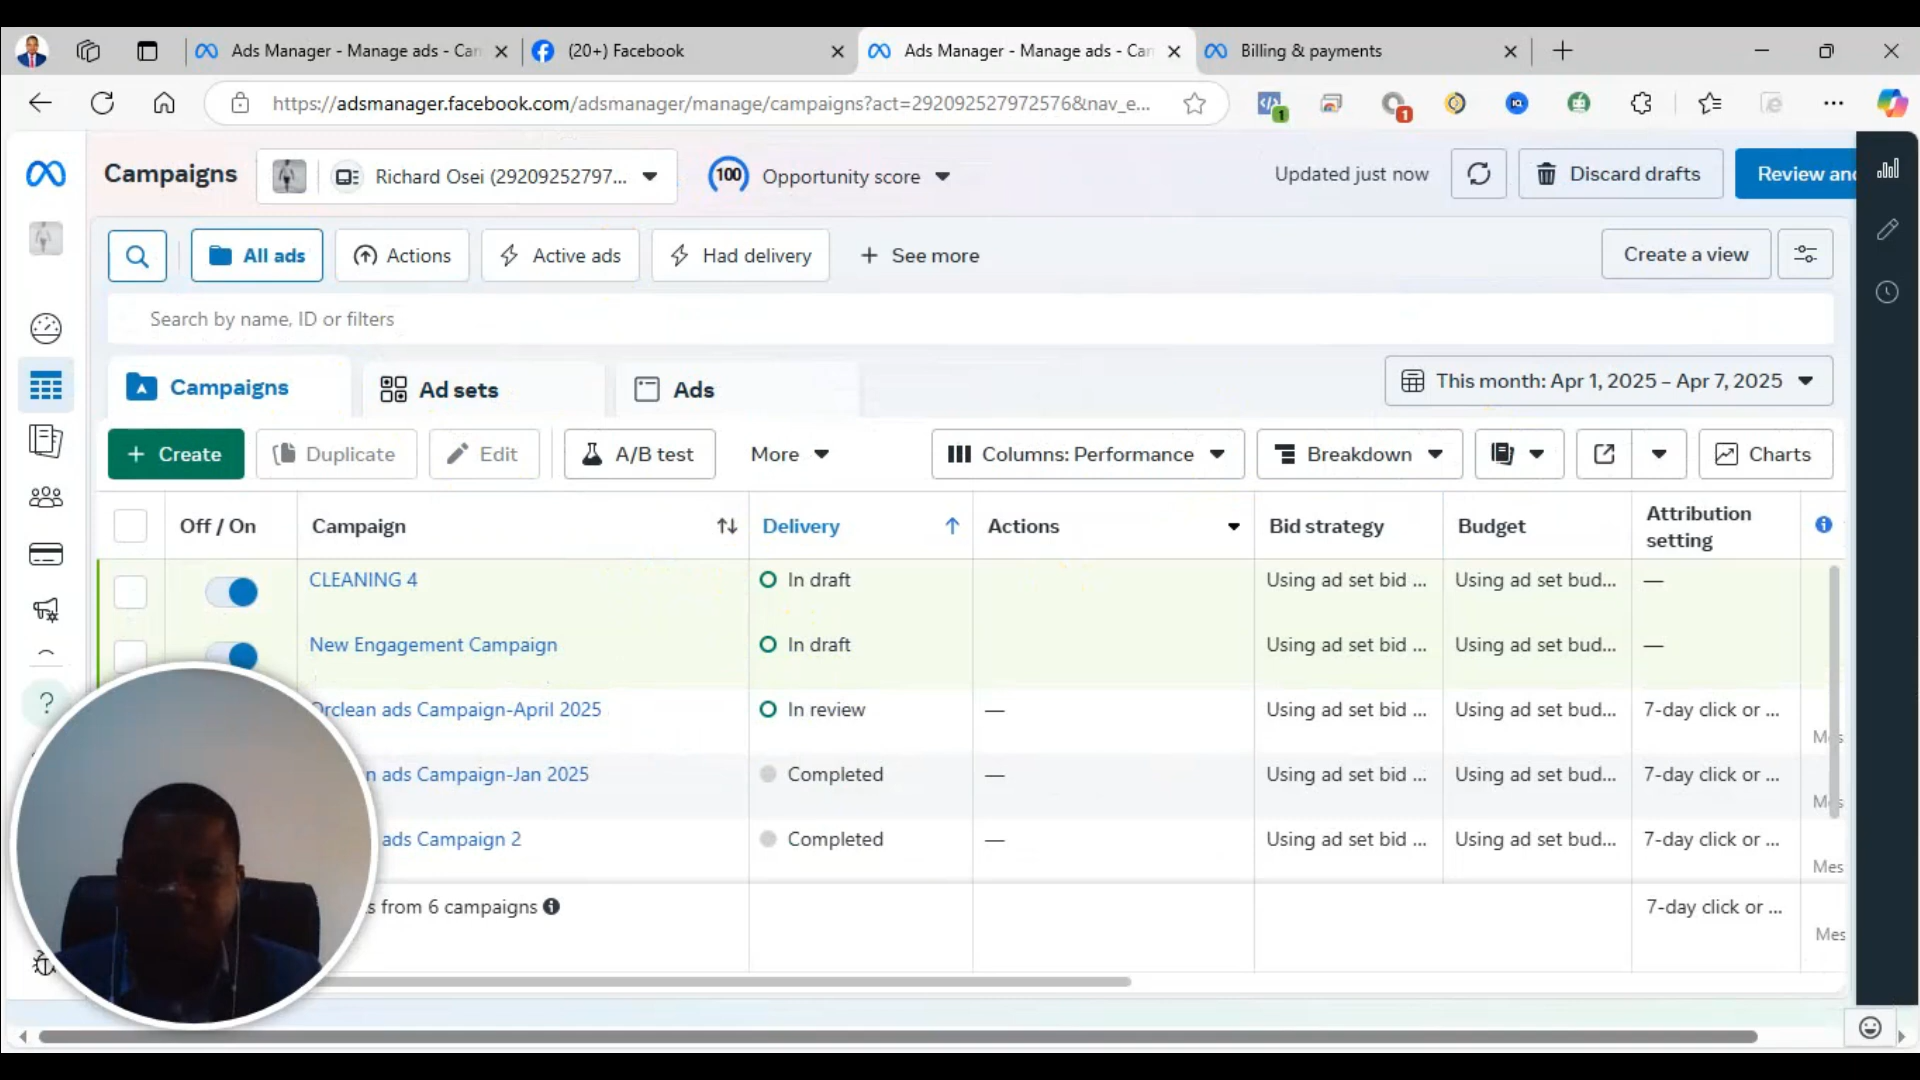 Ads Manager - Manage ads - Can
(20+) Facebook
Ads Manager - Manage ads - Can
Billing & payments
https://adsmanager.facebook.com/adsmanager/manage/campaigns?act=292092527972576&nav_e...
1
1
Campaigns
Richard Osei (29209252797...
100
Opportunity score
Updated just now
Discard drafts
Review and
All ads
Actions
Active ads
Had delivery
+ See more
Create a view
Search by name, ID or filters
Campaigns
Ad sets
Ads
This month: Apr 1, 2025 – Apr 7, 2025
+ Create
Duplicate
Edit
A/B test
More
Columns: Performance
Breakdown
Charts
Off / On
Campaign
Delivery
Actions
Bid strategy
Budget
Attribution
setting
CLEANING 4
In draft
Using ad set bid ...
Using ad set bud...
—
New Engagement Campaign
In draft
Using ad set bid ...
Using ad set bud...
—
Orclean ads Campaign-April 2025
In review
—
Using ad set bid ...
Using ad set bud...
7-day click or ...
n ads Campaign-Jan 2025
Completed
—
Using ad set bid ...
Using ad set bud...
7-day click or ...
ads Campaign 2
Completed
—
Using ad set bid ...
Using ad set bud...
7-day click or ...
Mes
s from 6 campaigns
7-day click or ...
Mes